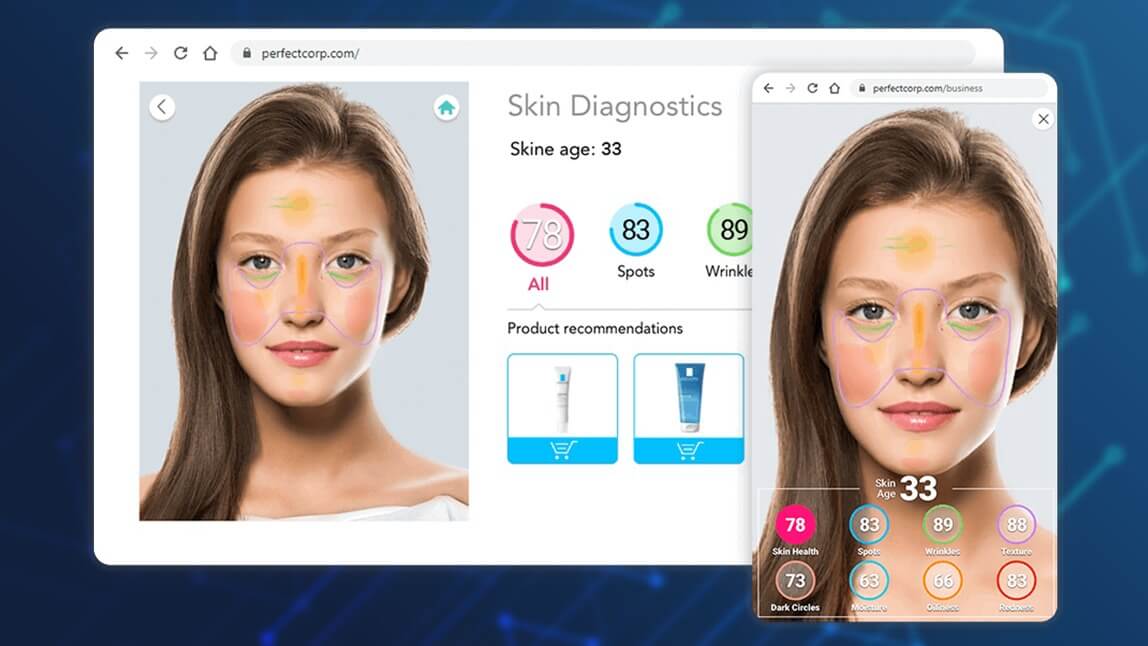 perfectcorp.com/
Skin Diagnostics
Skine age: 33
78
All
83
Spots
89
Wrinkle
Product recommendations
perfectcorp.com/business
Skin Age 33
78 83 89 88
Skin Health Spots Wrinkles Texture
73 63 66 83
Dark Circles Moisture Oiliness Redness